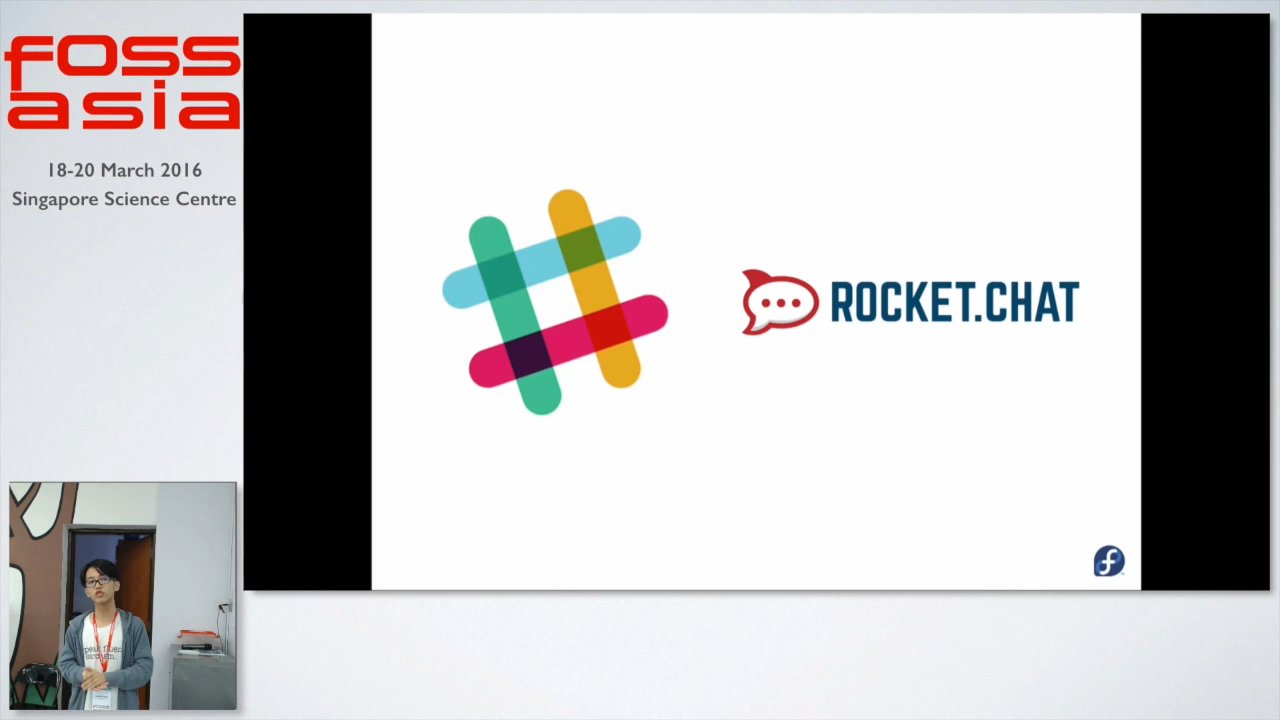 foss
asia
18-20 March 2016
Singapore Science Centre
ROCKET.CHAT